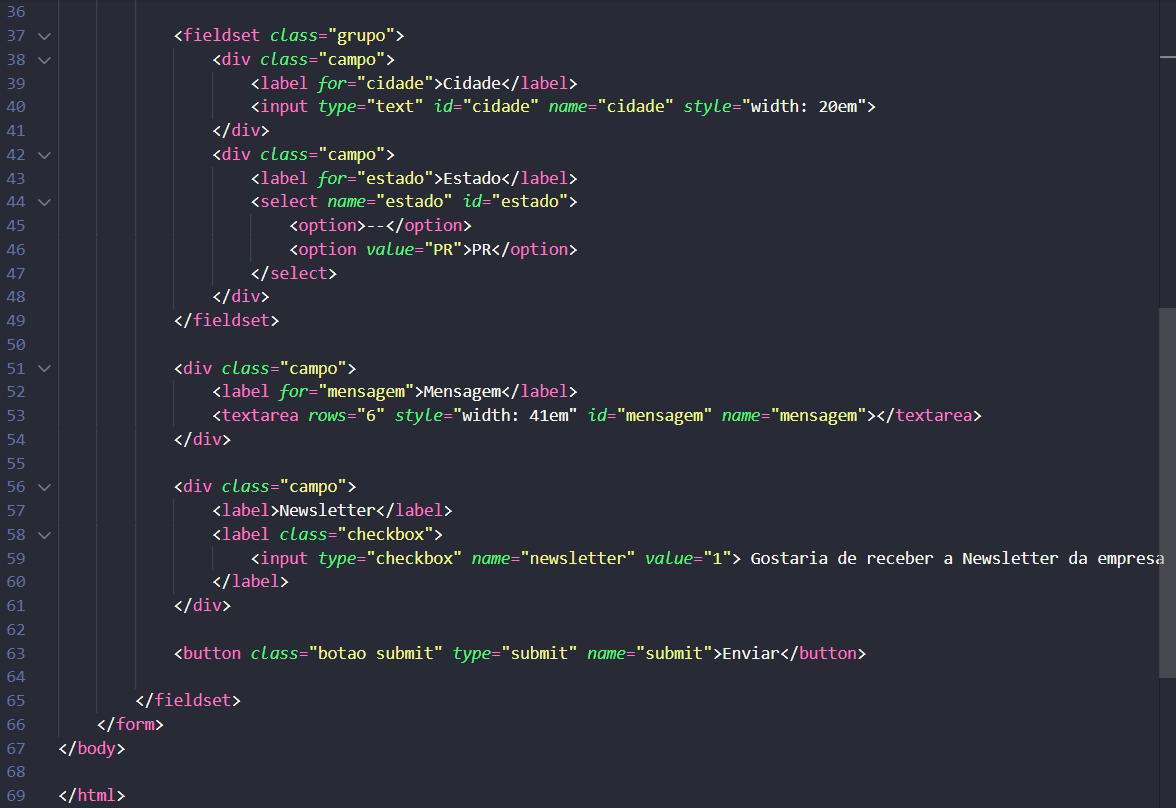 36
37 <fieldset class="grupo">
38 <div class="campo">
39 <label for="cidade">Cidade</label>
40 <input type="text" id="cidade" name="cidade" style="width: 20em">
41 </div>
42 <div class="campo">
43 <label for="estado">Estado</label>
44 <select name="estado" id="estado">
45 <option>--</option>
46 <option value="PR">PR</option>
47 </select>
48 </div>
49 </fieldset>
50
51 <div class="campo">
52 <label for="mensagem">Mensagem</label>
53 <textarea rows="6" style="width: 41em" id="mensagem" name="mensagem"></textarea>
54 </div>
55
56 <div class="campo">
57 <label>Newsletter</label>
58 <label class="checkbox">
59 <input type="checkbox" name="newsletter" value="1"> Gostaria de receber a Newsletter da empresa
60 </label>
61 </div>
62
63 <button class="botao submit" type="submit" name="submit">Enviar</button>
64
65 </fieldset>
66 </form>
67 </body>
68
69 </html>